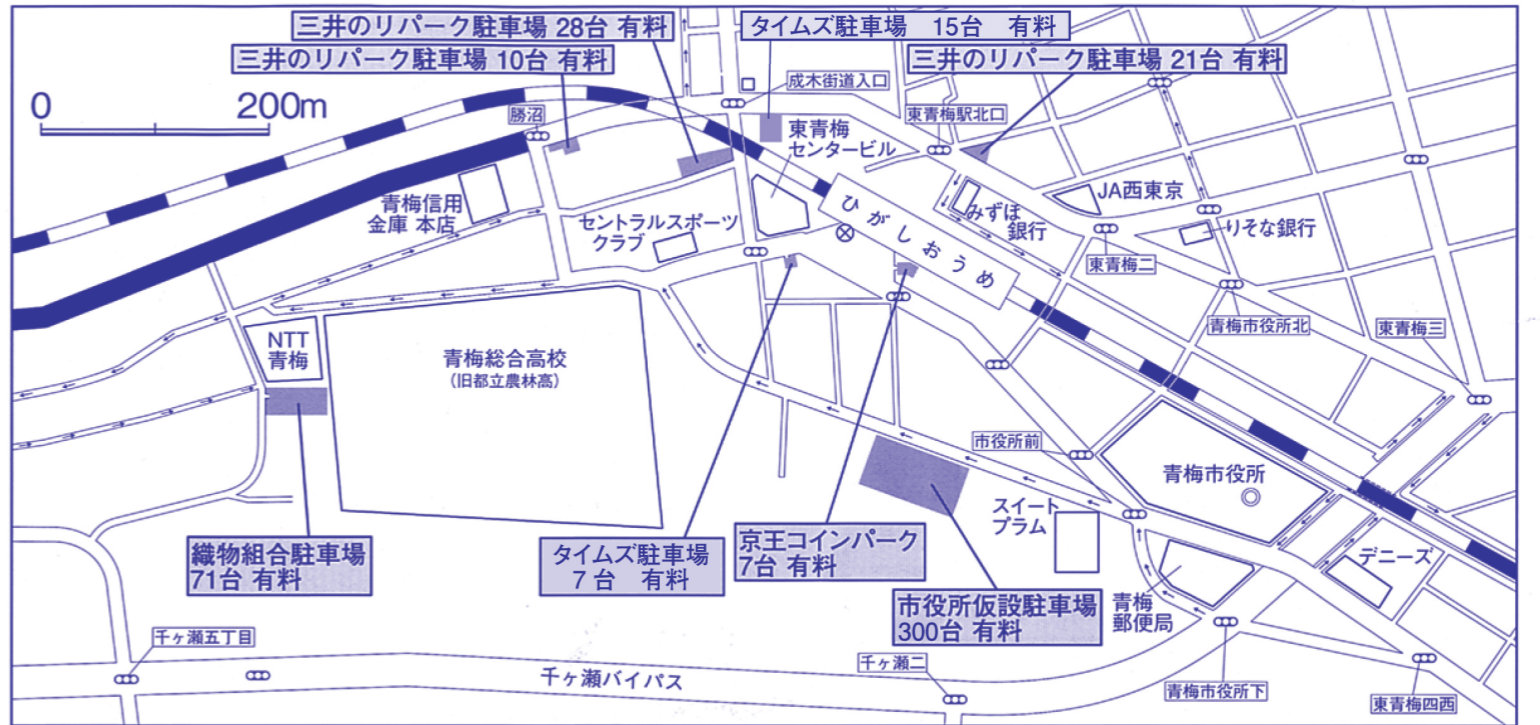 三井のリパーク駐車場 28台 有料
タイムズ駐車場　15台　有料
三井のリパーク駐車場 10台 有料
三井のリパーク駐車場 21台 有料
0　200m
成木街道入口
勝沼
東青梅駅北口
東青梅
センタービル
青梅信用
金庫 本店
セントラルスポーツ
クラブ
ひがしおうめ
みずほ
銀行
JA西東京
りそな銀行
東青梅二
青梅市役所北
東青梅三
NTT
青梅
青梅総合高校
(旧都立農林高)
市役所前
青梅市役所
スイート
プラム
デニーズ
織物組合駐車場
71台 有料
タイムズ駐車場
7台　有料
京王コインパーク
7台 有料
市役所仮設駐車場
300台 有料
青梅
郵便局
千ヶ瀬五丁目
千ヶ瀬バイパス
千ヶ瀬二
青梅市役所下
東青梅四西